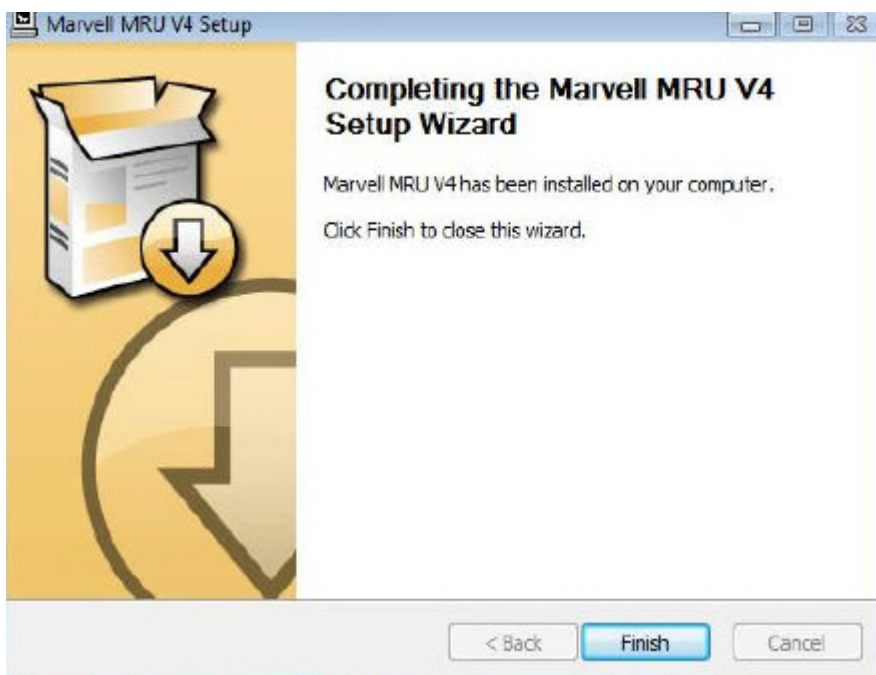 Marvell MRU V4 Setup
Completing the Marvell MRU V4
Setup Wizard
Marvell MRU V4 has been installed on your computer.
Click Finish to close this wizard.
< Back
Finish
Cancel